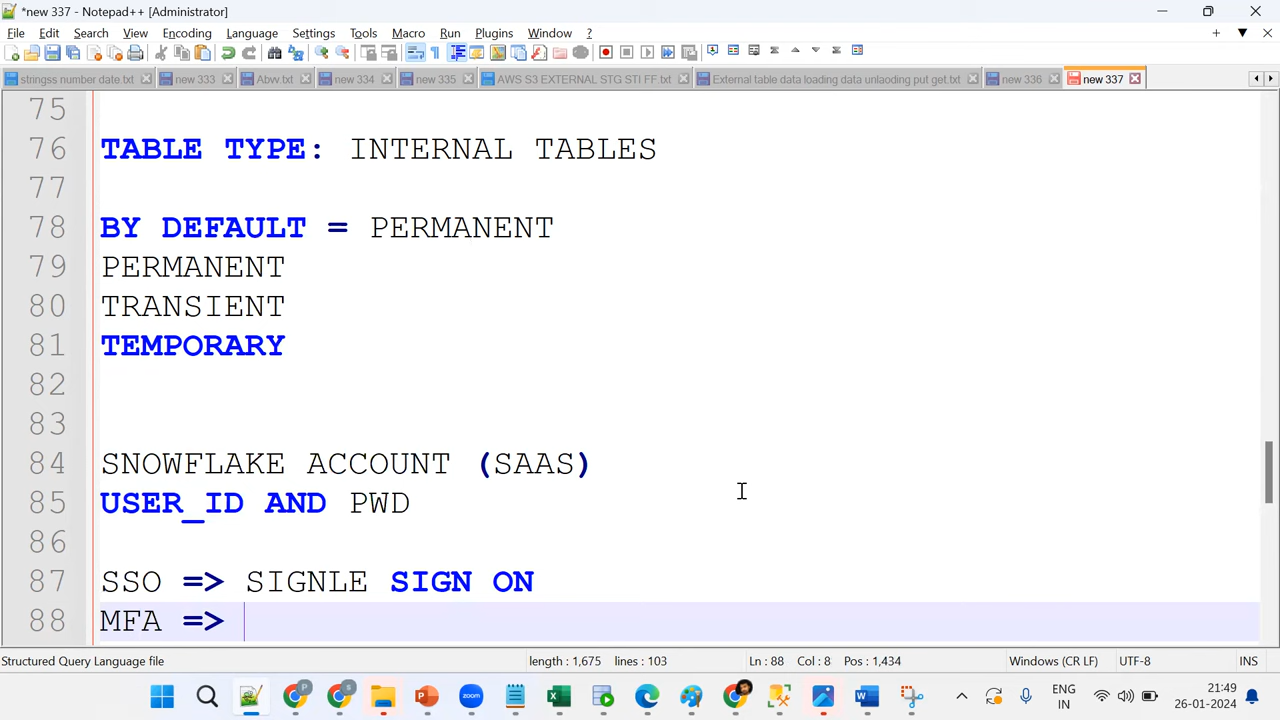 *new 337 - Notepad++ [Administrator]
File Edit Search View Encoding Language Settings Tools Macro Run Plugins Window ?
stringss number date.txt new 333 Abvv.txt new 334 new 335 AWS S3 EXTERNAL STG STI FF.txt External table data loading data unlaoding put get.txt new 336 new 337
75
76 TABLE TYPE: INTERNAL TABLES
77
78 BY DEFAULT = PERMANENT
79 PERMANENT
80 TRANSIENT
81 TEMPORARY
82
83
84 SNOWFLAKE ACCOUNT (SAAS)
85 USER_ID AND PWD
86
87 SSO => SIGNLE SIGN ON
88 MFA =>
Structured Query Language file length : 1,675 lines : 103 Ln : 88 Col : 8 Pos : 1,434 Windows (CR LF) UTF-8 INS
ENG
IN
21:49
26-01-2024